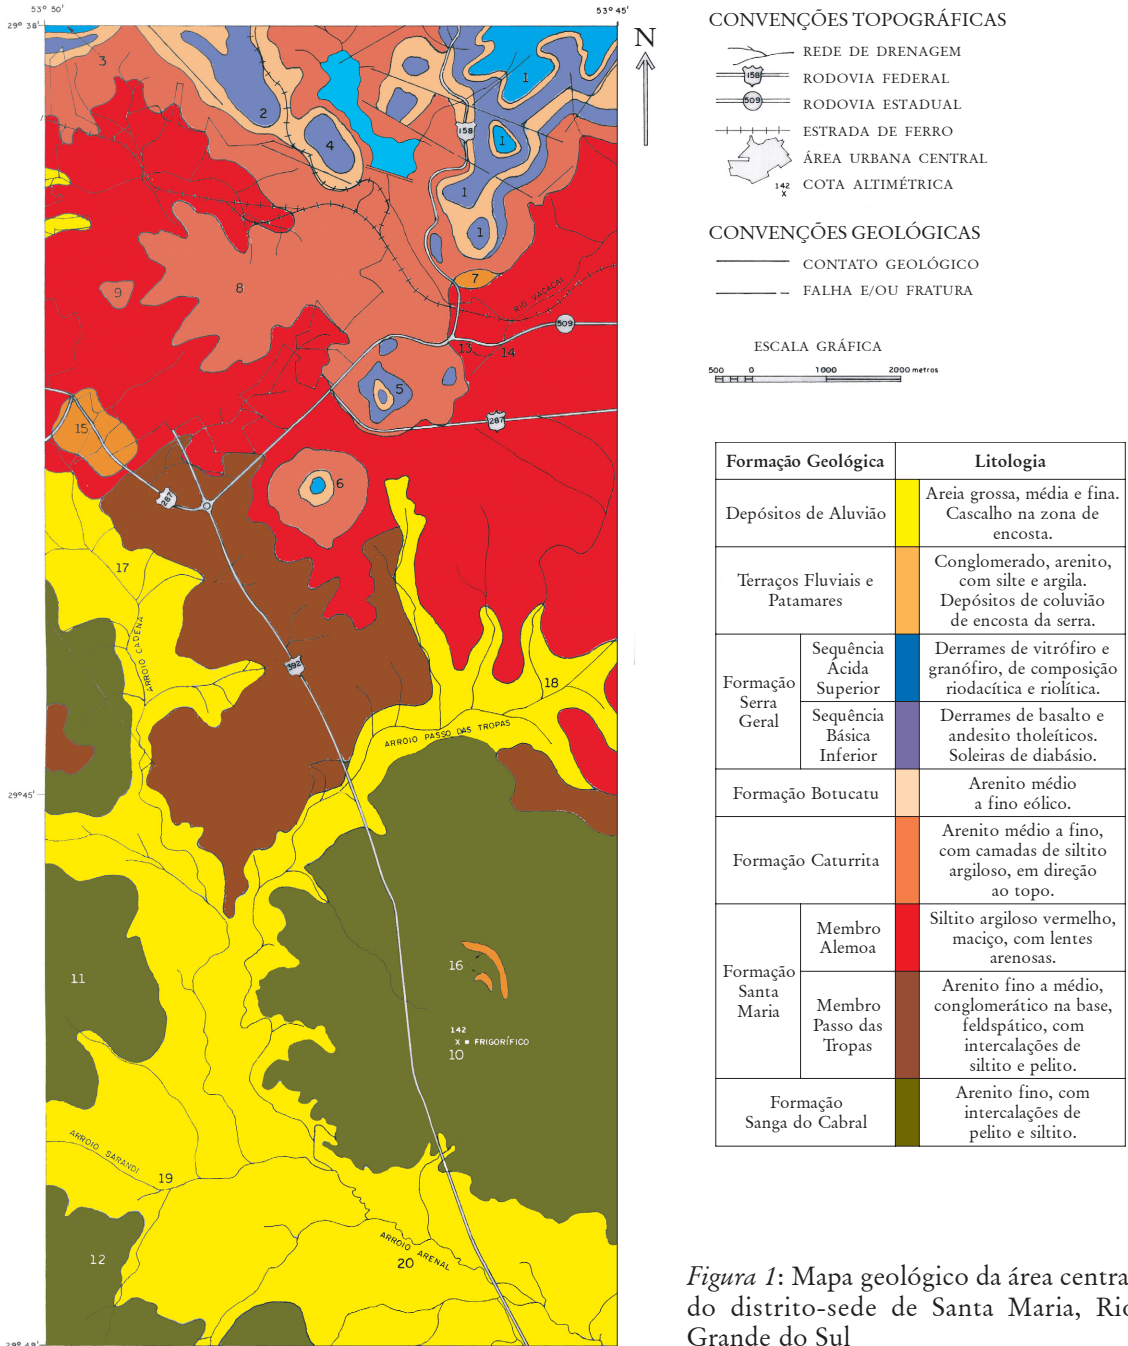 53° 50'
53° 45'
29° 38'
3
2
4
1
158
1
1
1
7
8
9
RIO VACACAÍ
509
13
14
5
287
15
6
287
17
ARROIO CADENA
392
18
ARROIO PASSO DAS TROPAS
29° 45'
16
11
142
X FRIGORÍFICO
10
ARROIO SARANDI
19
ARROIO ARENAL
20
12
29° 49'
N
CONVENÇÕES TOPOGRÁFICAS
REDE DE DRENAGEM
158 RODOVIA FEDERAL
509 RODOVIA ESTADUAL
ESTRADA DE FERRO
ÁREA URBANA CENTRAL
142
X COTA ALTIMÉTRICA
CONVENÇÕES GEOLÓGICAS
CONTATO GEOLÓGICO
FALHA E/OU FRATURA
ESCALA GRÁFICA
500 0 1000 2000 metros
Formação Geológica Litologia
Depósitos de Aluvião
Areia grossa, média e fina.
Cascalho na zona de
encosta.
Terraços Fluviais e
Patamares
Conglomerado, arenito,
com silte e argila.
Depósitos de coluvião
de encosta da serra.
Formação
Serra
Geral
Sequência
Ácida
Superior
Derrames de vitrófiro e
granófiro, de composição
riodacítica e riolítica.
Sequência
Básica
Inferior
Derrames de basalto e
andesito tholeíticos.
Soleiras de diabásio.
Formação Botucatu
Arenito médio
a fino eólico.
Formação Caturrita
Arenito médio a fino,
com camadas de siltito
argiloso, em direção
ao topo.
Formação
Santa
Maria
Membro
Alemoa
Siltito argiloso vermelho,
maciço, com lentes
arenosas.
Membro
Passo das
Tropas
Arenito fino a médio,
conglomerático na base,
feldspático, com
intercalações de
siltito e pelito.
Formação
Sanga do Cabral
Arenito fino, com
intercalações de
pelito e siltito.
Figura 1: Mapa geológico da área centra
do distrito-sede de Santa Maria, Rio
Grande do Sul